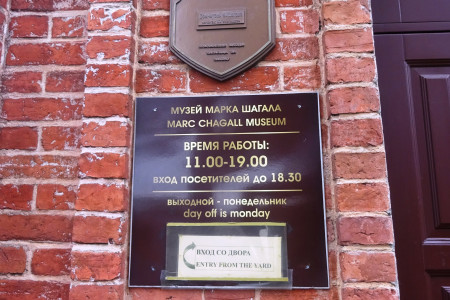 МУЗЕЙ МАРКА ШАГАЛА
MARC CHAGALL MUSEUM
ВРЕМЯ РАБОТЫ:
11.00-19.00
вход посетителей до 18.30
выходной - понедельник
day off is monday
ВХОД СО ДВОРА
ENTRY FROM THE YARD